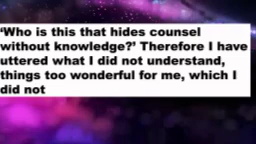 ‘Who is this that hides counsel
without knowledge?’ Therefore I have
uttered what I did not understand,
things too wonderful for me, which I
did not